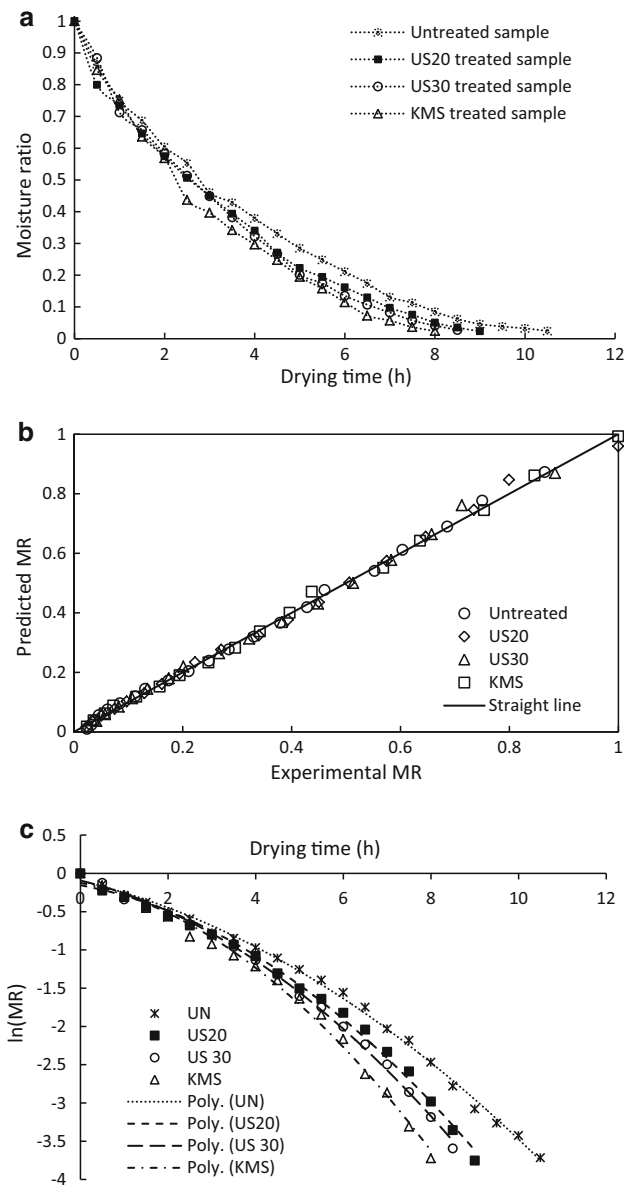 a
1
0.9
0.8
0.7
0.6
0.5
0.4
0.3
0.2
0.1
0
Moisture ratio
Untreated sample
US20 treated sample
US30 treated sample
KMS treated sample
0 2 4 6 8 10 12
Drying time (h)
b
1
0.8
0.6
0.4
0.2
0
Predicted MR
Untreated
US20
US30
KMS
Straight line
0 0.2 0.4 0.6 0.8 1
Experimental MR
c
Drying time (h)
0.5
0
-0.5
-1
-1.5
-2
-2.5
-3
-3.5
-4
ln(MR)
0 2 4 6 8 10 12
UN
US20
US 30
KMS
Poly. (UN)
Poly. (US20)
Poly. (US 30)
Poly. (KMS)